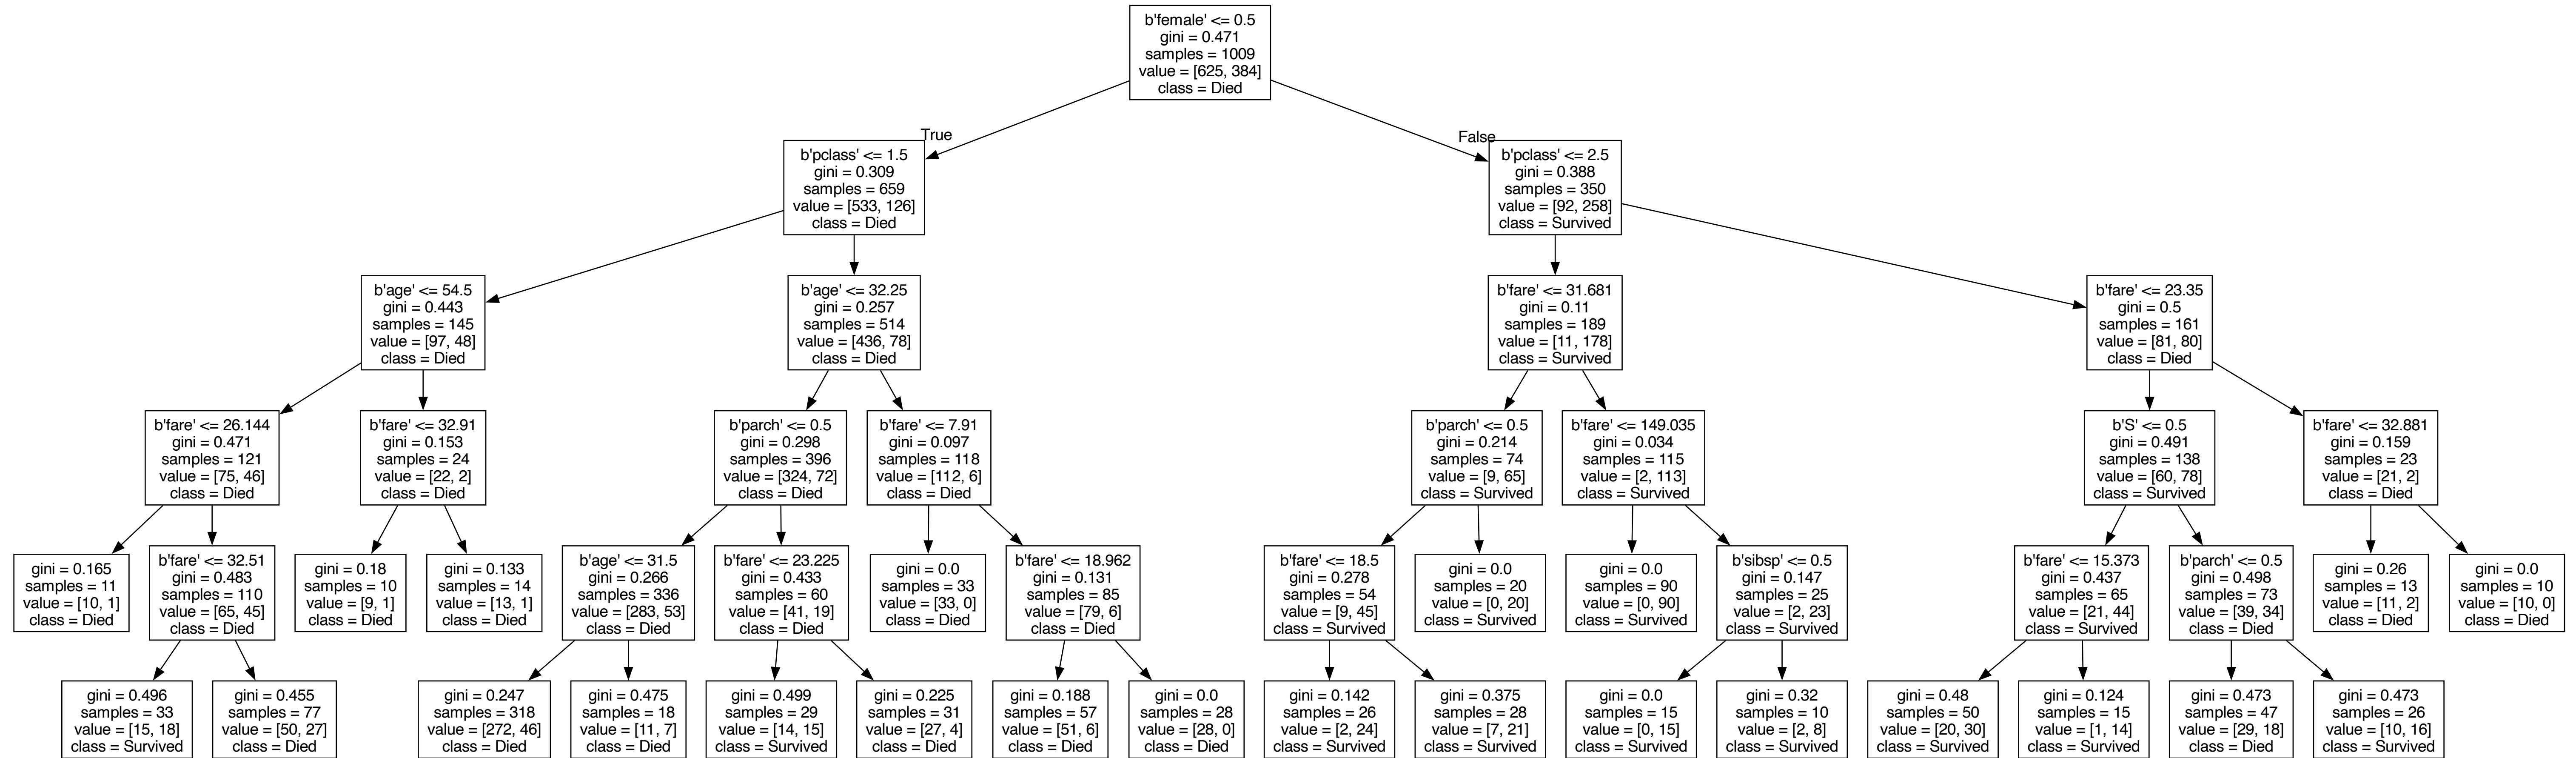 b'female' <= 0.5
gini = 0.471
samples = 1009
value = [625, 384]
class = Died
True
False
b'pclass' <= 1.5
gini = 0.309
samples = 659
value = [533, 126]
class = Died
b'pclass' <= 2.5
gini = 0.388
samples = 350
value = [92, 258]
class = Survived
b'age' <= 54.5
gini = 0.443
samples = 145
value = [97, 48]
class = Died
b'age' <= 32.25
gini = 0.257
samples = 514
value = [436, 78]
class = Died
b'fare' <= 31.681
gini = 0.11
samples = 189
value = [11, 178]
class = Survived
b'fare' <= 23.35
gini = 0.5
samples = 161
value = [81, 80]
class = Died
b'fare' <= 26.144
gini = 0.471
samples = 121
value = [75, 46]
class = Died
b'fare' <= 32.91
gini = 0.153
samples = 24
value = [22, 2]
class = Died
b'parch' <= 0.5
gini = 0.298
samples = 396
value = [324, 72]
class = Died
b'fare' <= 7.91
gini = 0.097
samples = 118
value = [112, 6]
class = Died
b'parch' <= 0.5
gini = 0.214
samples = 74
value = [9, 65]
class = Survived
b'fare' <= 149.035
gini = 0.034
samples = 115
value = [2, 113]
class = Survived
b'S' <= 0.5
gini = 0.491
samples = 138
value = [60, 78]
class = Survived
b'fare' <= 32.881
gini = 0.159
samples = 23
value = [21, 2]
class = Died
gini = 0.165
samples = 11
value = [10, 1]
class = Died
b'fare' <= 32.51
gini = 0.483
samples = 110
value = [65, 45]
class = Died
gini = 0.18
samples = 10
value = [9, 1]
class = Died
gini = 0.133
samples = 14
value = [13, 1]
class = Died
b'age' <= 31.5
gini = 0.266
samples = 336
value = [283, 53]
class = Died
b'fare' <= 23.225
gini = 0.433
samples = 60
value = [41, 19]
class = Died
gini = 0.0
samples = 33
value = [33, 0]
class = Died
b'fare' <= 18.962
gini = 0.131
samples = 85
value = [79, 6]
class = Died
b'fare' <= 18.5
gini = 0.278
samples = 54
value = [9, 45]
class = Survived
gini = 0.0
samples = 20
value = [0, 20]
class = Survived
gini = 0.0
samples = 90
value = [0, 90]
class = Survived
b'sibsp' <= 0.5
gini = 0.147
samples = 25
value = [2, 23]
class = Survived
b'fare' <= 15.373
gini = 0.437
samples = 65
value = [21, 44]
class = Survived
b'parch' <= 0.5
gini = 0.498
samples = 73
value = [39, 34]
class = Died
gini = 0.26
samples = 13
value = [11, 2]
class = Died
gini = 0.0
samples = 10
value = [10, 0]
class = Died
gini = 0.496
samples = 33
value = [15, 18]
class = Survived
gini = 0.455
samples = 77
value = [50, 27]
class = Died
gini = 0.247
samples = 318
value = [272, 46]
class = Died
gini = 0.475
samples = 18
value = [11, 7]
class = Died
gini = 0.499
samples = 29
value = [14, 15]
class = Survived
gini = 0.225
samples = 31
value = [27, 4]
class = Died
gini = 0.188
samples = 57
value = [51, 6]
class = Died
gini = 0.0
samples = 28
value = [28, 0]
class = Died
gini = 0.142
samples = 26
value = [2, 24]
class = Survived
gini = 0.375
samples = 28
value = [7, 21]
class = Survived
gini = 0.0
samples = 15
value = [0, 15]
class = Survived
gini = 0.32
samples = 10
value = [2, 8]
class = Survived
gini = 0.48
samples = 50
value = [20, 30]
class = Survived
gini = 0.124
samples = 15
value = [1, 14]
class = Survived
gini = 0.473
samples = 47
value = [29, 18]
class = Died
gini = 0.473
samples = 26
value = [10, 16]
class = Survived